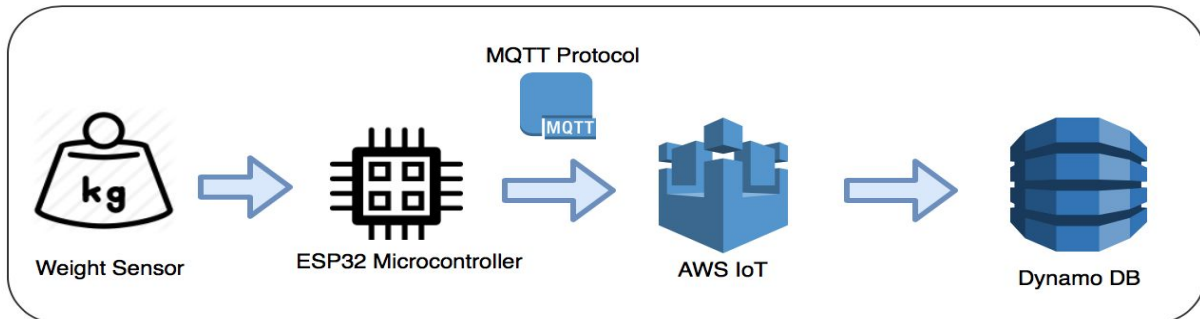 MQTT Protocol
MQTT
kg
Weight Sensor
ESP32 Microcontroller
AWS IoT
Dynamo DB